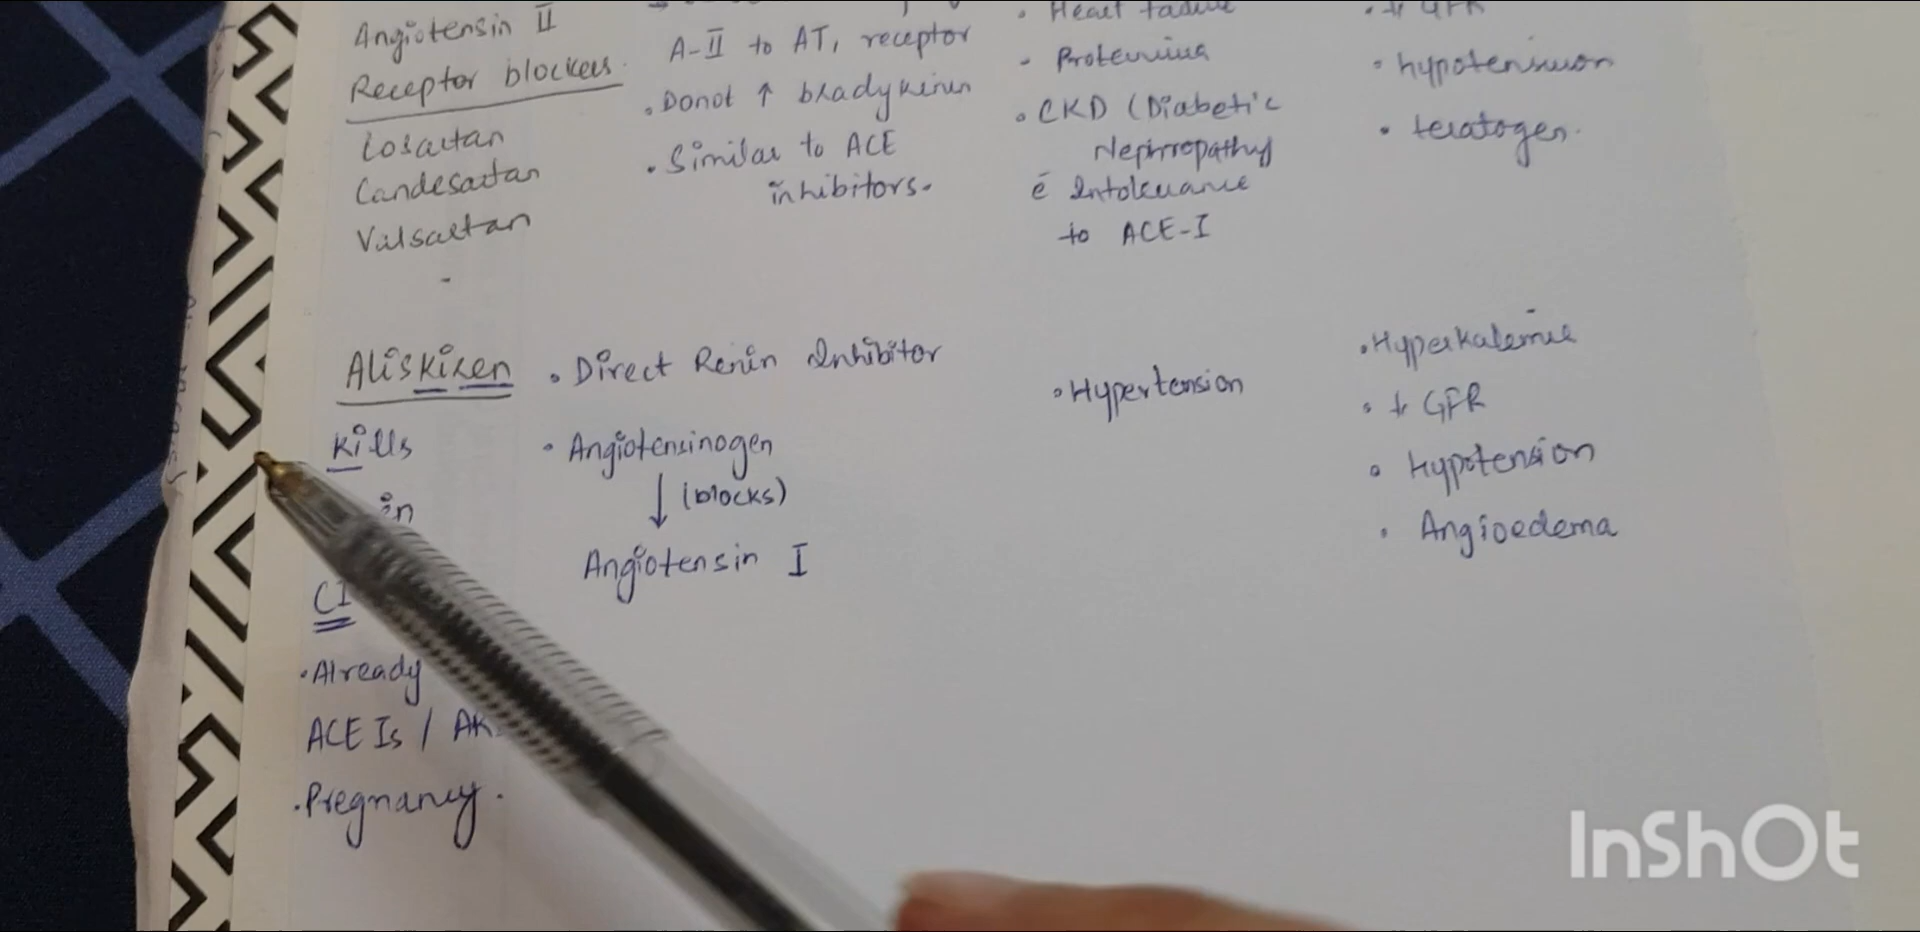 Angiotensin II
Receptor blockers.
Losartan
Candesartan
Valsartan
A-II to AT1 receptor
• Donot ↑ bradykinin
• Similar to ACE
inhibitors.
• Heart failure
• Proteinuria
• CKD (Diabetic
Nephropathy)
c̄ Intolerance
to ACE-I
• ↓ GFR
• hypotension
• teratogen.
Aliskiren
Kills
in
CI
• Already
ACE Is /
• Pregnancy.
• Direct Renin Inhibitor
• Angiotensinogen
↓ (blocks)
Angiotensin I
• Hypertension
• Hyperkalemia
• ↓ GFR
• Hypotension
• Angioedema
InShOt